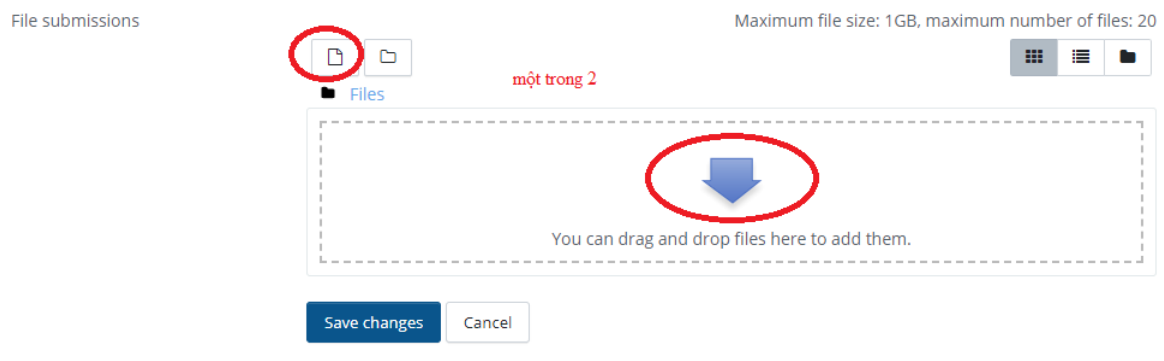 File submissions
Maximum file size: 1GB, maximum number of files: 20
một trong 2
Files
You can drag and drop files here to add them.
Save changes
Cancel